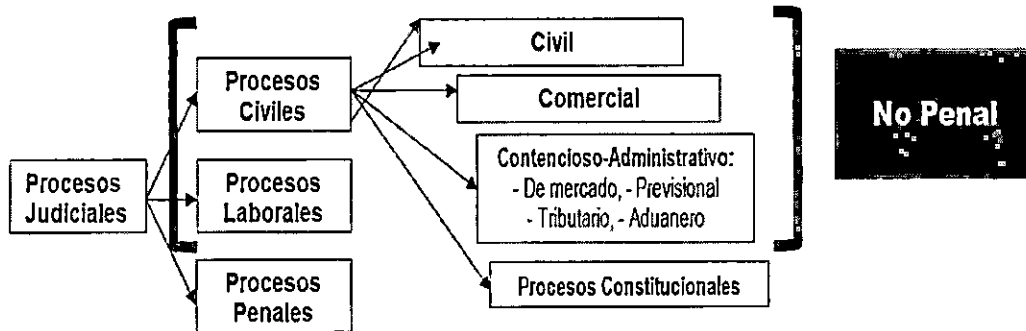 Procesos
Judiciales
Procesos
Civiles
Procesos
Laborales
Procesos
Penales
Civil
Comercial
Contencioso-Administrativo:
- De mercado, - Previsional
- Tributario, - Aduanero
Procesos Constitucionales
No Penal